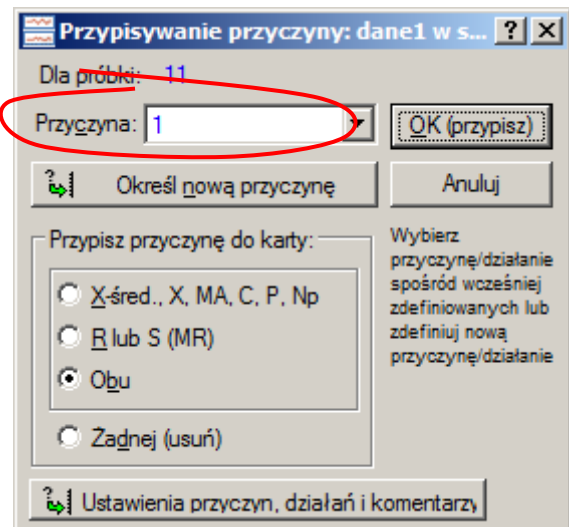 Przypisywanie przyczyny: dane1 w s...
Dla próbki: 11
Przyczyna: 1
OK (przypisz)
Określ nową przyczynę
Anuluj
Przypisz przyczynę do karty:
X-śred., X, MA, C, P, Np
R lub S (MR)
Obu
Żadnej (usuń)
Wybierz
przyczynę/działanie
spośród wcześniej
zdefiniowanych lub
zdefiniuj nową
przyczynę/działanie
Ustawienia przyczyn, działań i komentarzy